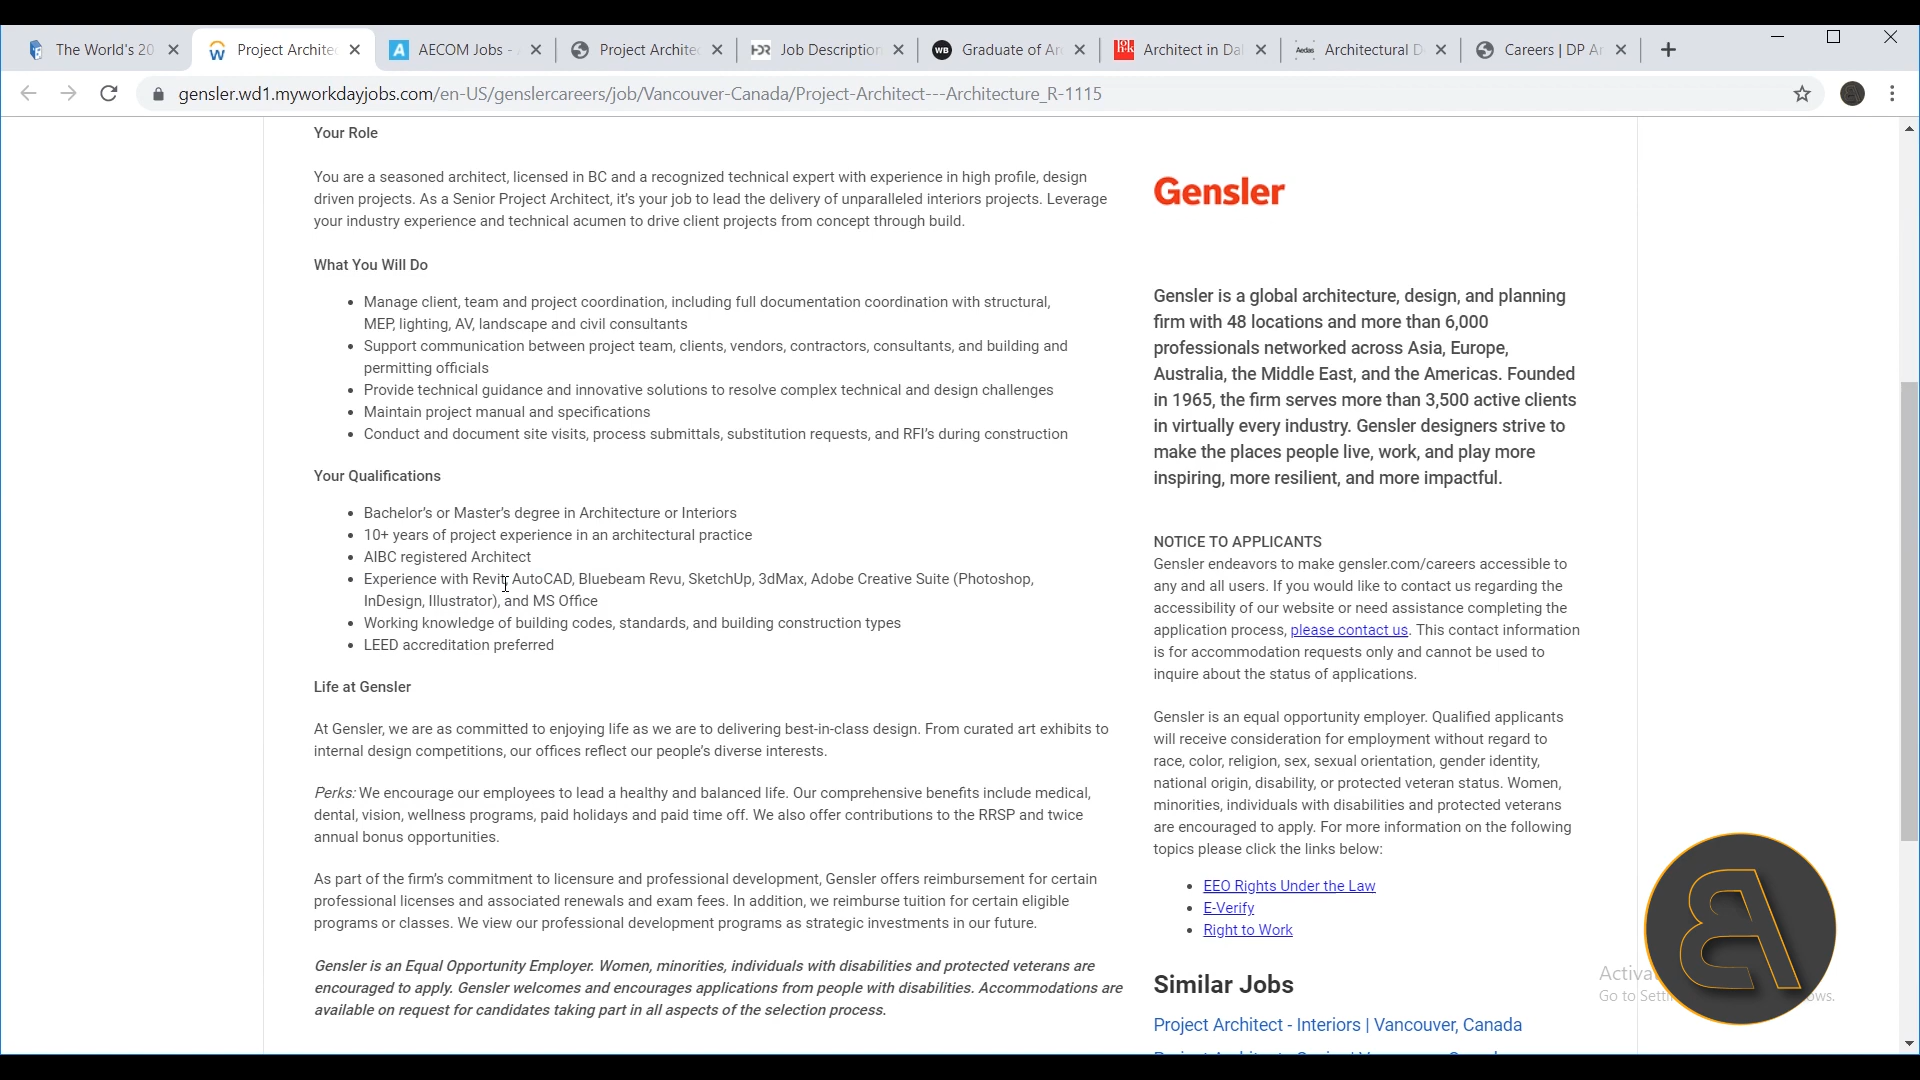 The World's 20
Project Architec
AECOM Jobs -
Project Architec
HDR
Job Description
WB
Graduate of Ar
Architect in Dal
Aedas
Architectural D
Careers | DP Ar
gensler.wd1.myworkdayjobs.com/en-US/genslercareers/job/Vancouver-Canada/Project-Architect---Architecture_R-1115
Your Role
You are a seasoned architect, licensed in BC and a recognized technical expert with experience in high profile, design
driven projects. As a Senior Project Architect, it's your job to lead the delivery of unparalleled interiors projects. Leverage
your industry experience and technical acumen to drive client projects from concept through build.
What You Will Do
• Manage client, team and project coordination, including full documentation coordination with structural,
MEP, lighting, AV, landscape and civil consultants
• Support communication between project team, clients, vendors, contractors, consultants, and building and
permitting officials
• Provide technical guidance and innovative solutions to resolve complex technical and design challenges
• Maintain project manual and specifications
• Conduct and document site visits, process submittals, substitution requests, and RFI's during construction
Your Qualifications
• Bachelor's or Master's degree in Architecture or Interiors
• 10+ years of project experience in an architectural practice
• AIBC registered Architect
• Experience with Revit, AutoCAD, Bluebeam Revu, SketchUp, 3dMax, Adobe Creative Suite (Photoshop,
InDesign, Illustrator), and MS Office
• Working knowledge of building codes, standards, and building construction types
• LEED accreditation preferred
Life at Gensler
At Gensler, we are as committed to enjoying life as we are to delivering best-in-class design. From curated art exhibits to
internal design competitions, our offices reflect our people's diverse interests.
Perks: We encourage our employees to lead a healthy and balanced life. Our comprehensive benefits include medical,
dental, vision, wellness programs, paid holidays and paid time off. We also offer contributions to the RRSP and twice
annual bonus opportunities.
As part of the firm's commitment to licensure and professional development, Gensler offers reimbursement for certain
professional licenses and associated renewals and exam fees. In addition, we reimburse tuition for certain eligible
programs or classes. We view our professional development programs as strategic investments in our future.
Gensler is an Equal Opportunity Employer. Women, minorities, individuals with disabilities and protected veterans are
encouraged to apply. Gensler welcomes and encourages applications from people with disabilities. Accommodations are
available on request for candidates taking part in all aspects of the selection process.
Gensler
Gensler is a global architecture, design, and planning
firm with 48 locations and more than 6,000
professionals networked across Asia, Europe,
Australia, the Middle East, and the Americas. Founded
in 1965, the firm serves more than 3,500 active clients
in virtually every industry. Gensler designers strive to
make the places people live, work, and play more
inspiring, more resilient, and more impactful.
NOTICE TO APPLICANTS
Gensler endeavors to make gensler.com/careers accessible to
any and all users. If you would like to contact us regarding the
accessibility of our website or need assistance completing the
application process, please contact us. This contact information
is for accommodation requests only and cannot be used to
inquire about the status of applications.
Gensler is an equal opportunity employer. Qualified applicants
will receive consideration for employment without regard to
race, color, religion, sex, sexual orientation, gender identity,
national origin, disability, or protected veteran status. Women,
minorities, individuals with disabilities and protected veterans
are encouraged to apply. For more information on the following
topics please click the links below:
• EEO Rights Under the Law
• E-Verify
• Right to Work
Similar Jobs
Project Architect - Interiors | Vancouver, Canada